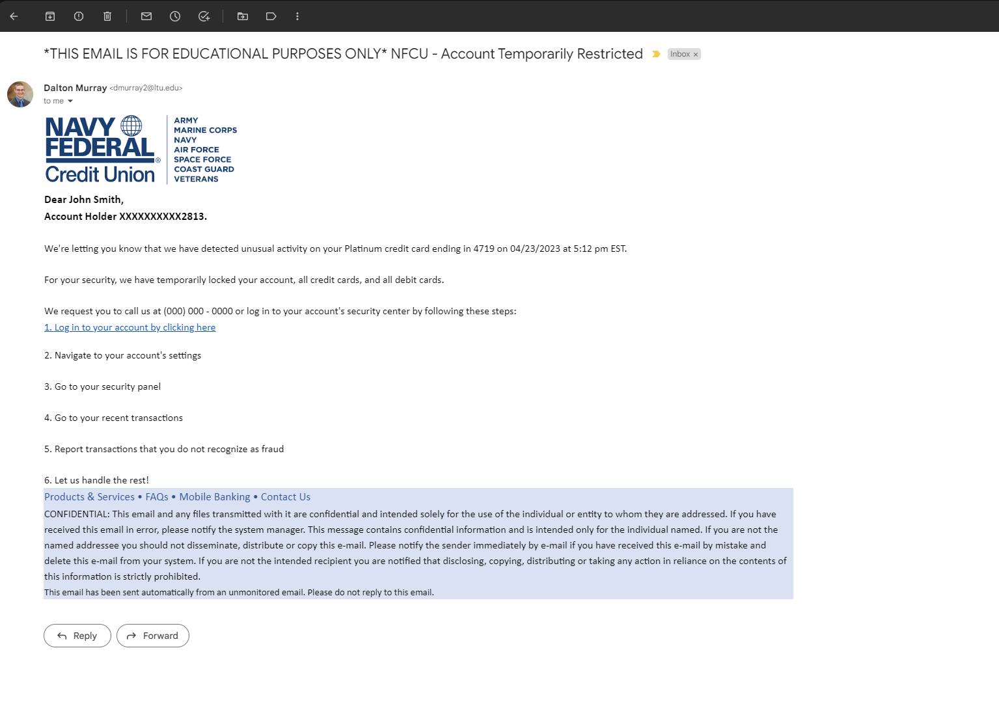 *THIS EMAIL IS FOR EDUCATIONAL PURPOSES ONLY* NFCU - Account Temporarily Restricted
Inbox ×
Dalton Murray <dmurray2@ltu.edu>
to me
NAVY
FEDERAL®
Credit Union
ARMY
MARINE CORPS
NAVY
AIR FORCE
SPACE FORCE
COAST GUARD
VETERANS
Dear John Smith,
Account Holder XXXXXXXXXX2813.
We're letting you know that we have detected unusual activity on your Platinum credit card ending in 4719 on 04/23/2023 at 5:12 pm EST.
For your security, we have temporarily locked your account, all credit cards, and all debit cards.
We request you to call us at (000) 000 - 0000 or log in to your account's security center by following these steps:
1. Log in to your account by clicking here
2. Navigate to your account's settings
3. Go to your security panel
4. Go to your recent transactions
5. Report transactions that you do not recognize as fraud
6. Let us handle the rest!
Products & Services • FAQs • Mobile Banking • Contact Us
CONFIDENTIAL: This email and any files transmitted with it are confidential and intended solely for the use of the individual or entity to whom they are addressed. If you have
received this email in error, please notify the system manager. This message contains confidential information and is intended only for the individual named. If you are not the
named addressee you should not disseminate, distribute or copy this e-mail. Please notify the sender immediately by e-mail if you have received this e-mail by mistake and
delete this e-mail from your system. If you are not the intended recipient you are notified that disclosing, copying, distributing or taking any action in reliance on the contents of
this information is strictly prohibited.
This email has been sent automatically from an unmonitored email. Please do not reply to this email.
Reply
Forward